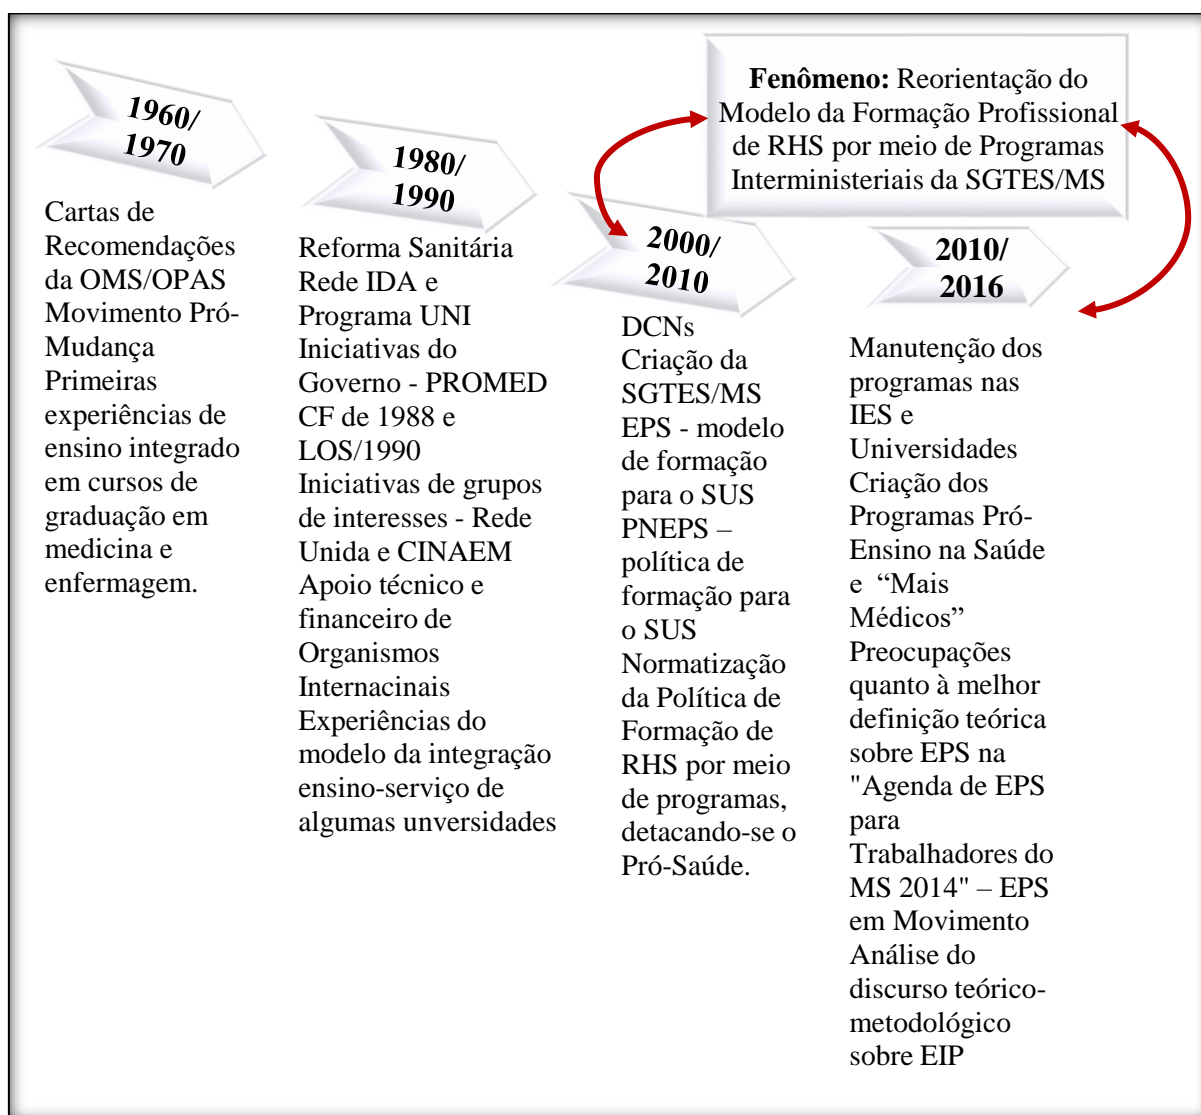 Fenômeno: Reorientação do
Modelo da Formação Profissional
de RHS por meio de Programas
Interministeriais da SGTES/MS
1960/
1970
Cartas de
Recomendações
da OMS/OPAS
Movimento Pró-
Mudança
Primeiras
experiências de
ensino integrado
em cursos de
graduação em
medicina e
enfermagem.
1980/
1990
Reforma Sanitária
Rede IDA e
Programa UNI
Iniciativas do
Governo - PROMED
CF de 1988 e
LOS/1990
Iniciativas de grupos
de interesses - Rede
Unida e CINAEM
Apoio técnico e
financeiro de
Organismos
Internacinais
Experiências do
modelo da integração
ensino-serviço de
algumas unversidades
2000/
2010
DCNs
Criação da
SGTES/MS
EPS - modelo
de formação
para o SUS
PNEPS –
política de
formação para
o SUS
Normatização
da Política de
Formação de
RHS por meio
de programas,
detacando-se o
Pró-Saúde.
2010/
2016
Manutenção dos
programas nas
IES e
Universidades
Criação dos
Programas Pró-
Ensino na Saúde
e “Mais
Médicos”
Preocupações
quanto à melhor
definição teórica
sobre EPS na
"Agenda de EPS
para
Trabalhadores do
MS 2014" – EPS
em Movimento
Análise do
discurso teórico-
metodológico
sobre EIP